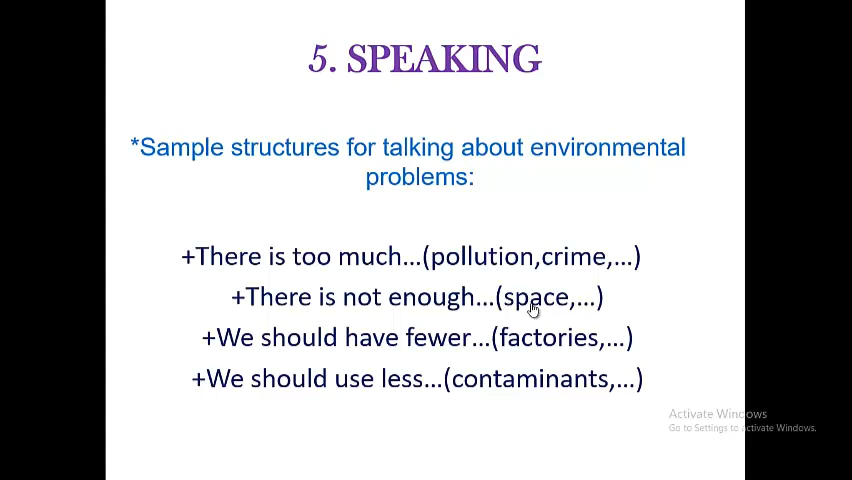 5. SPEAKING
*Sample structures for talking about environmental
problems:
+There is too much...(pollution,crime,...)
+There is not enough...(space,...)
+We should have fewer...(factories,...)
+We should use less...(contaminants,...)
Activate Windows
Go to Settings to Activate Windows.